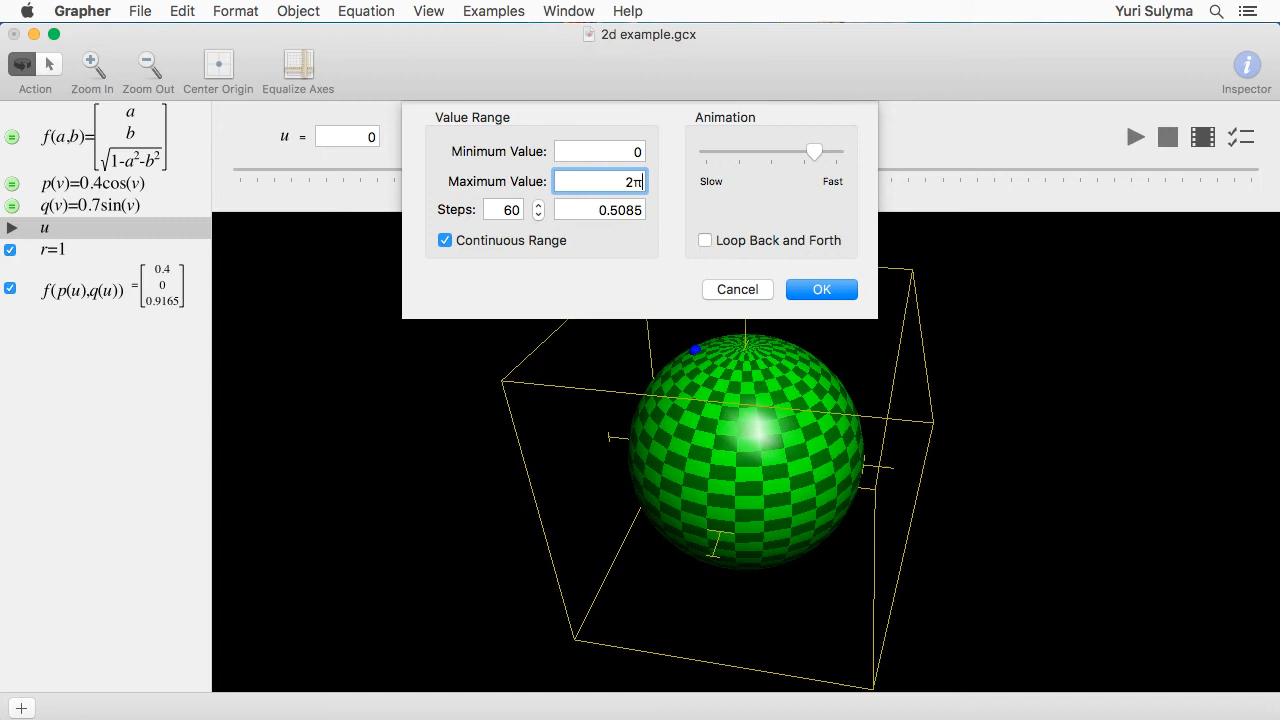 Grapher File Edit Format Object Equation View Examples Window Help Yuri Sulyma
2d example.gcx
Action Zoom In Zoom Out Center Origin Equalize Axes Inspector
f(a,b)=[a
b
√1-a²-b²]
p(v)=0.4cos(v)
q(v)=0.7sin(v)
u
r=1
f(p(u),q(u)) =[0.4
0
0.9165]
u = 0
Value Range
Minimum Value: 0
Maximum Value: 2π
Steps: 60 0.5085
Continuous Range
Animation
Slow Fast
Loop Back and Forth
Cancel OK